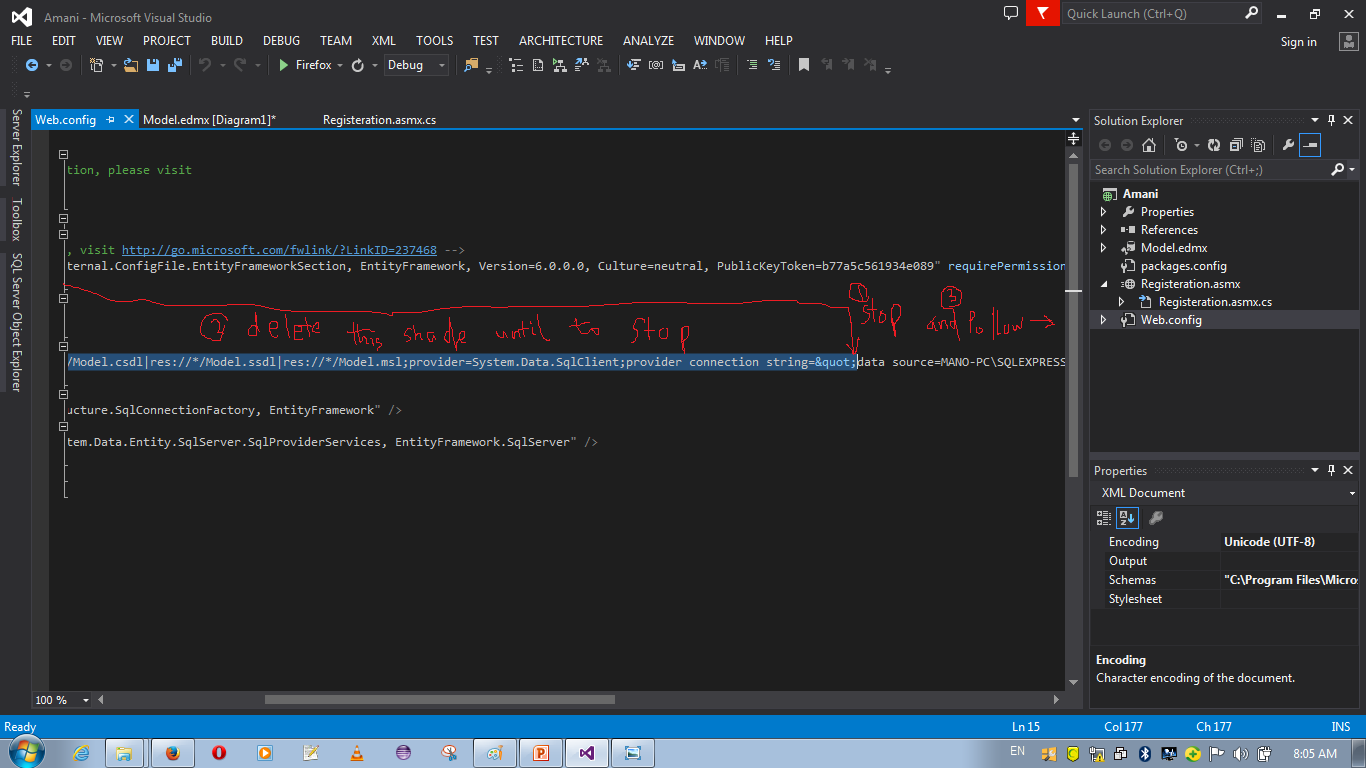 Amani - Microsoft Visual Studio
Quick Launch (Ctrl+Q)
FILE EDIT VIEW PROJECT BUILD DEBUG TEAM XML TOOLS TEST ARCHITECTURE ANALYZE WINDOW HELP
Sign in
Firefox Debug
Web.config Model.edmx [Diagram1]* Registeration.asmx.cs
Server Explorer
Toolbox
SQL Server Object Explorer
tion, please visit
, visit http://go.microsoft.com/fwlink/?LinkID=237468 -->
ternal.ConfigFile.EntityFrameworkSection, EntityFramework, Version=6.0.0.0, Culture=neutral, PublicKeyToken=b77a5c561934e089" requirePermission
1 stop
2 delete this shade until to stop
3 and follow →
/Model.csdl|res://*/Model.ssdl|res://*/Model.msl;provider=System.Data.SqlClient;provider connection string=&quot;data source=MANO-PC\SQLEXPRESS
ucture.SqlConnectionFactory, EntityFramework" />
tem.Data.Entity.SqlServer.SqlProviderServices, EntityFramework.SqlServer" />
100 %
Solution Explorer
Search Solution Explorer (Ctrl+;)
Amani
Properties
References
Model.edmx
packages.config
Registeration.asmx
Registeration.asmx.cs
Web.config
Properties
XML Document
Encoding Unicode (UTF-8)
Output
Schemas "C:\Program Files\Micros
Stylesheet
Encoding
Character encoding of the document.
Ready Ln 15 Col 177 Ch 177 INS
EN 8:05 AM